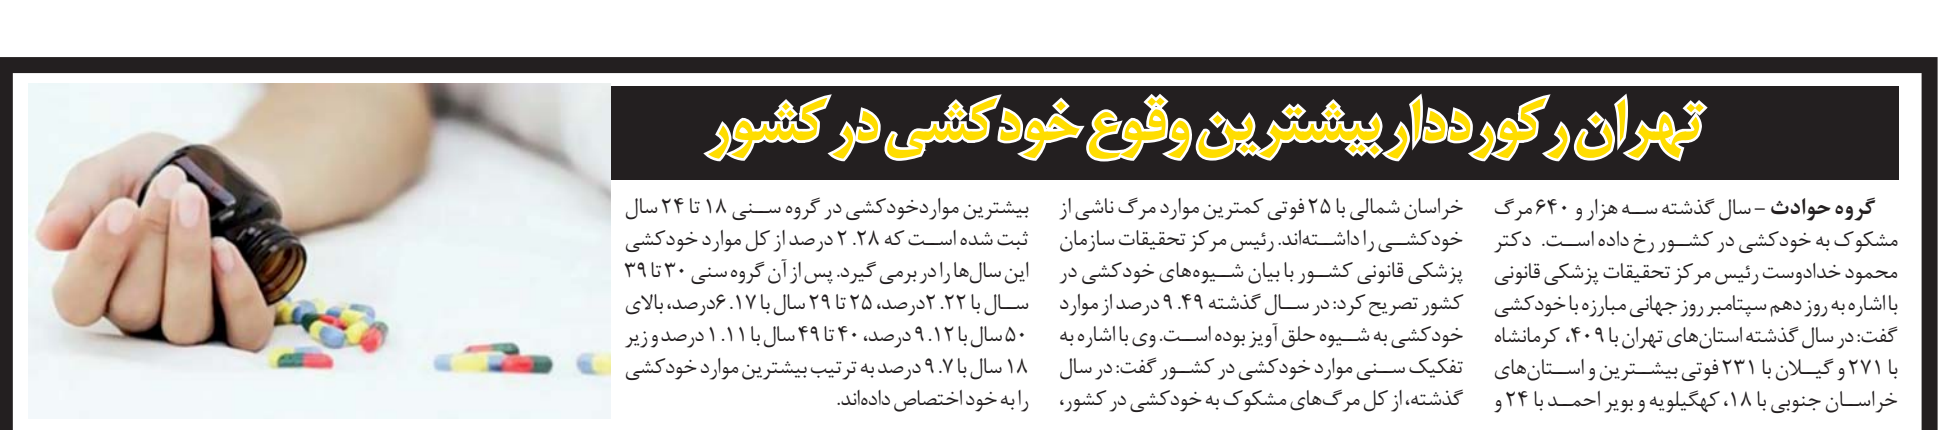 تهران رکورددار بیشترین وقوع خودکشی در کشور
گروه حوادث - سال گذشته سه هزار و ۶۴۰ مرگ
مشکوک به خودکشی در کشور رخ داده است. دکتر
محمود خدادوست رئیس مرکز تحقیقات پزشکی قانونی
با اشاره به روز دهم سپتامبر روز جهانی مبارزه با خودکشی
گفت: در سال گذشته استان‌های تهران با ۴۰۹، کرمانشاه
با ۲۷۱ و گیلان با ۲۳۱ فوتی بیشترین و استان‌های
خراسان جنوبی با ۱۸، کهگیلویه و بویر احمد با ۲۴ و
خراسان شمالی با ۲۵ فوتی کمترین موارد مرگ ناشی از
خودکشی را داشته‌اند. رئیس مرکز تحقیقات سازمان
پزشکی قانونی کشور با بیان شیوه‌های خودکشی در
کشور تصریح کرد: در سال گذشته ۹.۴۹ درصد از موارد
خودکشی به شیوه حلق آویز بوده است. وی با اشاره به
تفکیک سنی موارد خودکشی در کشور گفت: در سال
گذشته، از کل مرگ‌های مشکوک به خودکشی در کشور،
بیشترین موارد خودکشی در گروه سنی ۱۸ تا ۲۴ سال
ثبت شده است که ۲.۲۸ درصد از کل موارد خودکشی
این سال‌ها را در برمی گیرد. پس از آن گروه سنی ۳۰ تا ۳۹
سال با ۲.۲۲درصد، ۲۵ تا ۲۹ سال با ۶.۱۷درصد، بالای
۵۰ سال با ۹.۱۲ درصد، ۴۰ تا ۴۹ سال با ۱.۱۱ درصد و زیر
۱۸ سال با ۹.۷ درصد به ترتیب بیشترین موارد خودکشی
را به خود اختصاص داده‌اند.